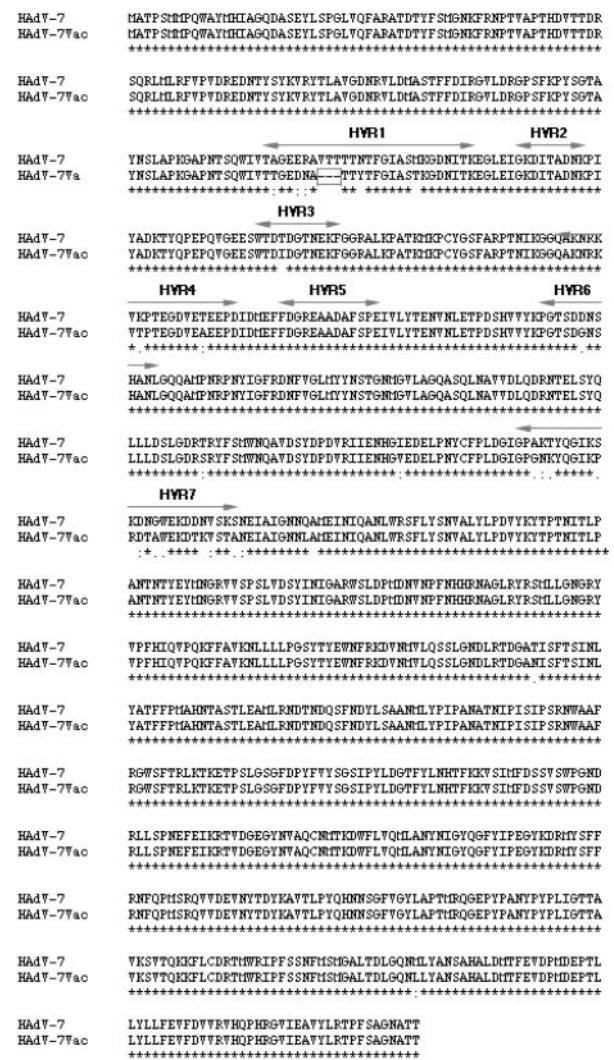 HAdV-7 MATPSMMPQWAYMHIAGQDASEYLSPGLVQFARATDTYFSMGNKFRNPTVAPTHDVTTDR
HAdV-7Vac MATPSMMPQWAYMHIAGQDASEYLSPGLVQFARATDTYFSMGNKFRNPTVAPTHDVTTDR
************************************************************
HAdV-7 SQRLMLRFVPVDREDNTYSYKVRYTLAVGDNRVLDMASTFFDIRGVLDRGPSFKPYSGTA
HAdV-7Vac SQRLMLRFVPVDREDNTYSYKVRYTLAVGDNRVLDMASTFFDIRGVLDRGPSFKPYSGTA
************************************************************
HVR1 HVR2
HAdV-7 YNSLAPKGAPNTSQWIVTAGEERAVTTTTNTFGIASMKGDNITKEGLEIGKDITADNKPI
HAdV-7Va YNSLAPKGAPNTSQWIVTTGEDNA---TTYTFGIASTKGDNITKEGLEIGKDITADNKPI
******************:**::* ** ****** ***********************
HVR3
HAdV-7 YADKTYQPEPQVGEESWTDTDGTNEKFGGRALKPATKMKPCYGSFARPTNIKGGQAKNRK
HAdV-7Vac YADKTYQPEPQVGEESWTDIDGTNEKFGGRALKPATKMKPCYGSFARPTNIKGGQAKNRK
******************* ****************************************
HVR4 HVR5 HVR6
HAdV-7 VKPTEGDVETEEPDIDMEFFDGREAADAFSPEIVLYTENVNLETPDSHVVYKPGTSDDNS
HAdV-7Vac VTPTEGDVEAEEPDIDMEFFDGREAADAFSPEIVLYTENVNLETPDSHVVYKPGTSDGNS
*.*******:***********************************************.**
HAdV-7 HANLGQQAMPNRPNYIGFRDNFVGLMYYNSTGNMGVLAGQASQLNAVVDLQDRNTELSYQ
HAdV-7Vac HANLGQQAMPNRPNYIGFRDNFVGLMYYNSTGNMGVLAGQASQLNAVVDLQDRNTELSYQ
************************************************************
HAdV-7 LLLDSLGDRTRYFSMWNQAVDSYDPDVRIIENHGIEDELPNYCFPLDGIGPAKTYQGIKS
HAdV-7Vac LLLDSLGDRSRYFSMWNQAVDSYDPDVRIIENHGVEDELPNYCFPLDGIGPGNKYQGIKP
*********:************************:****************.:.*****.
HVR7
HAdV-7 KDNGWEKDDNVSKSNEIAIGNNQAMEINIQANLWRSFLYSNVALYLPDVYKYTPTNITLP
HAdV-7Vac RDTAWEKDTKVSTANEIAIGNNLAMEINIQANLWRSFLYSNVALYLPDVYKYTPTNITLP
:*..**** :**.:******** *************************************
HAdV-7 ANTNTYEYMNGRVVSPSLVDSYINIGARWSLDPMDNVNPFNHHRNAGLRYRSMLLGNGRY
HAdV-7Vac ANTNTYEYMNGRVVSPSLVDSYINIGARWSLDPMDNVNPFNHHRNAGLRYRSMLLGNGRY
************************************************************
HAdV-7 VPFHIQVPQKFFAVKNLLLLPGSYTYEWNFRKDVNMVLQSSLGNDLRTDGATISFTSINL
HAdV-7Vac VPFHIQVPQKFFAVKNLLLLPGSYTYEWNFRKDVNMVLQSSLGNDLRTDGANISFTSINL
***************************************************.********
HAdV-7 YATFFPMAHNTASTLEAMLRNDTNDQSFNDYLSAANMLYPIPANATNIPISIPSRNWAAF
HAdV-7Vac YATFFPMAHNTASTLEAMLRNDTNDQSFNDYLSAANMLYPIPANATNIPISIPSRNWAAF
************************************************************
HAdV-7 RGWSFTRLKTKETPSLGSGFDPYFVYSGSIPYLDGTFYLNHTFKKVSIMFDSSVSWPGND
HAdV-7Vac RGWSFTRLKTKETPSLGSGFDPYFVYSGSIPYLDGTFYLNHTFKKVSIMFDSSVSWPGND
************************************************************
HAdV-7 RLLSPNEFEIKRTVDGEGYNVAQCNMTKDWFLVQMLANYNIGYQGFYIPEGYKDRMYSFF
HAdV-7Vac RLLSPNEFEIKRTVDGEGYNVAQCNMTKDWFLVQMLANYNIGYQGFYIPEGYKDRMYSFF
************************************************************
HAdV-7 RNFQPMSRQVVDEVNYTDYKAVTLPYQHNNSGFVGYLAPTMRQGEPYPANYPYPLIGTTA
HAdV-7Vac RNFQPMSRQVVDEVNYTDYKAVTLPYQHNNSGFVGYLAPTMRQGEPYPANYPYPLIGTTA
************************************************************
HAdV-7 VKSVTQKKFLCDRTMWRIPFSSNFMSMGALTDLGQNMLYANSAHALDMTFEVDPMDEPTL
HAdV-7Vac VKSVTQKKFLCDRTMWRIPFSSNFMSMGALTDLGQNLLYANSAHALDMTFEVDPMDEPTL
************************************:***********************
HAdV-7 LYLLFEVFDVVRVHQPHRGVIEAVYLRTPFSAGNATT
HAdV-7Vac LYLLFEVFDVVRVHQPHRGVIEAVYLRTPFSAGNATT
*************************************